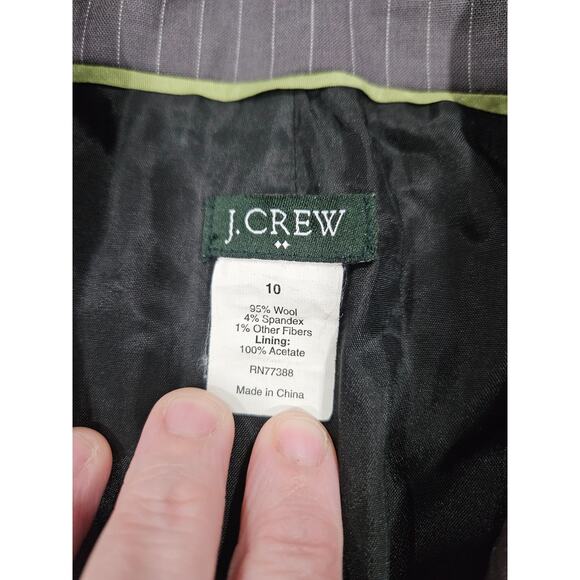 J.CREW
10
95% Wool
4% Spandex
1% Other Fibers
Lining:
100% Acetate
RN77388
Made in China